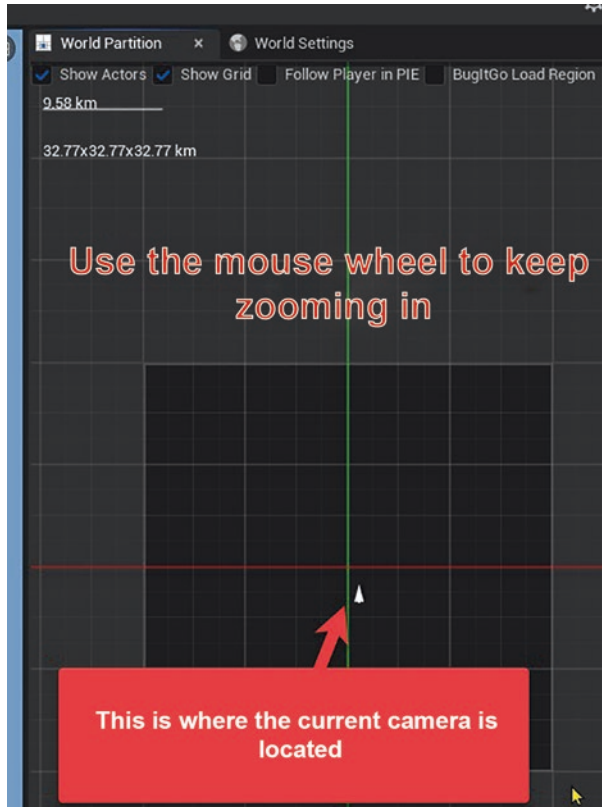 World Partition × World Settings
Show Actors Show Grid Follow Player in PIE BugItGo Load Region
9.58 km
32.77x32.77x32.77 km
Use the mouse wheel to keep
zooming in
This is where the current camera is
located